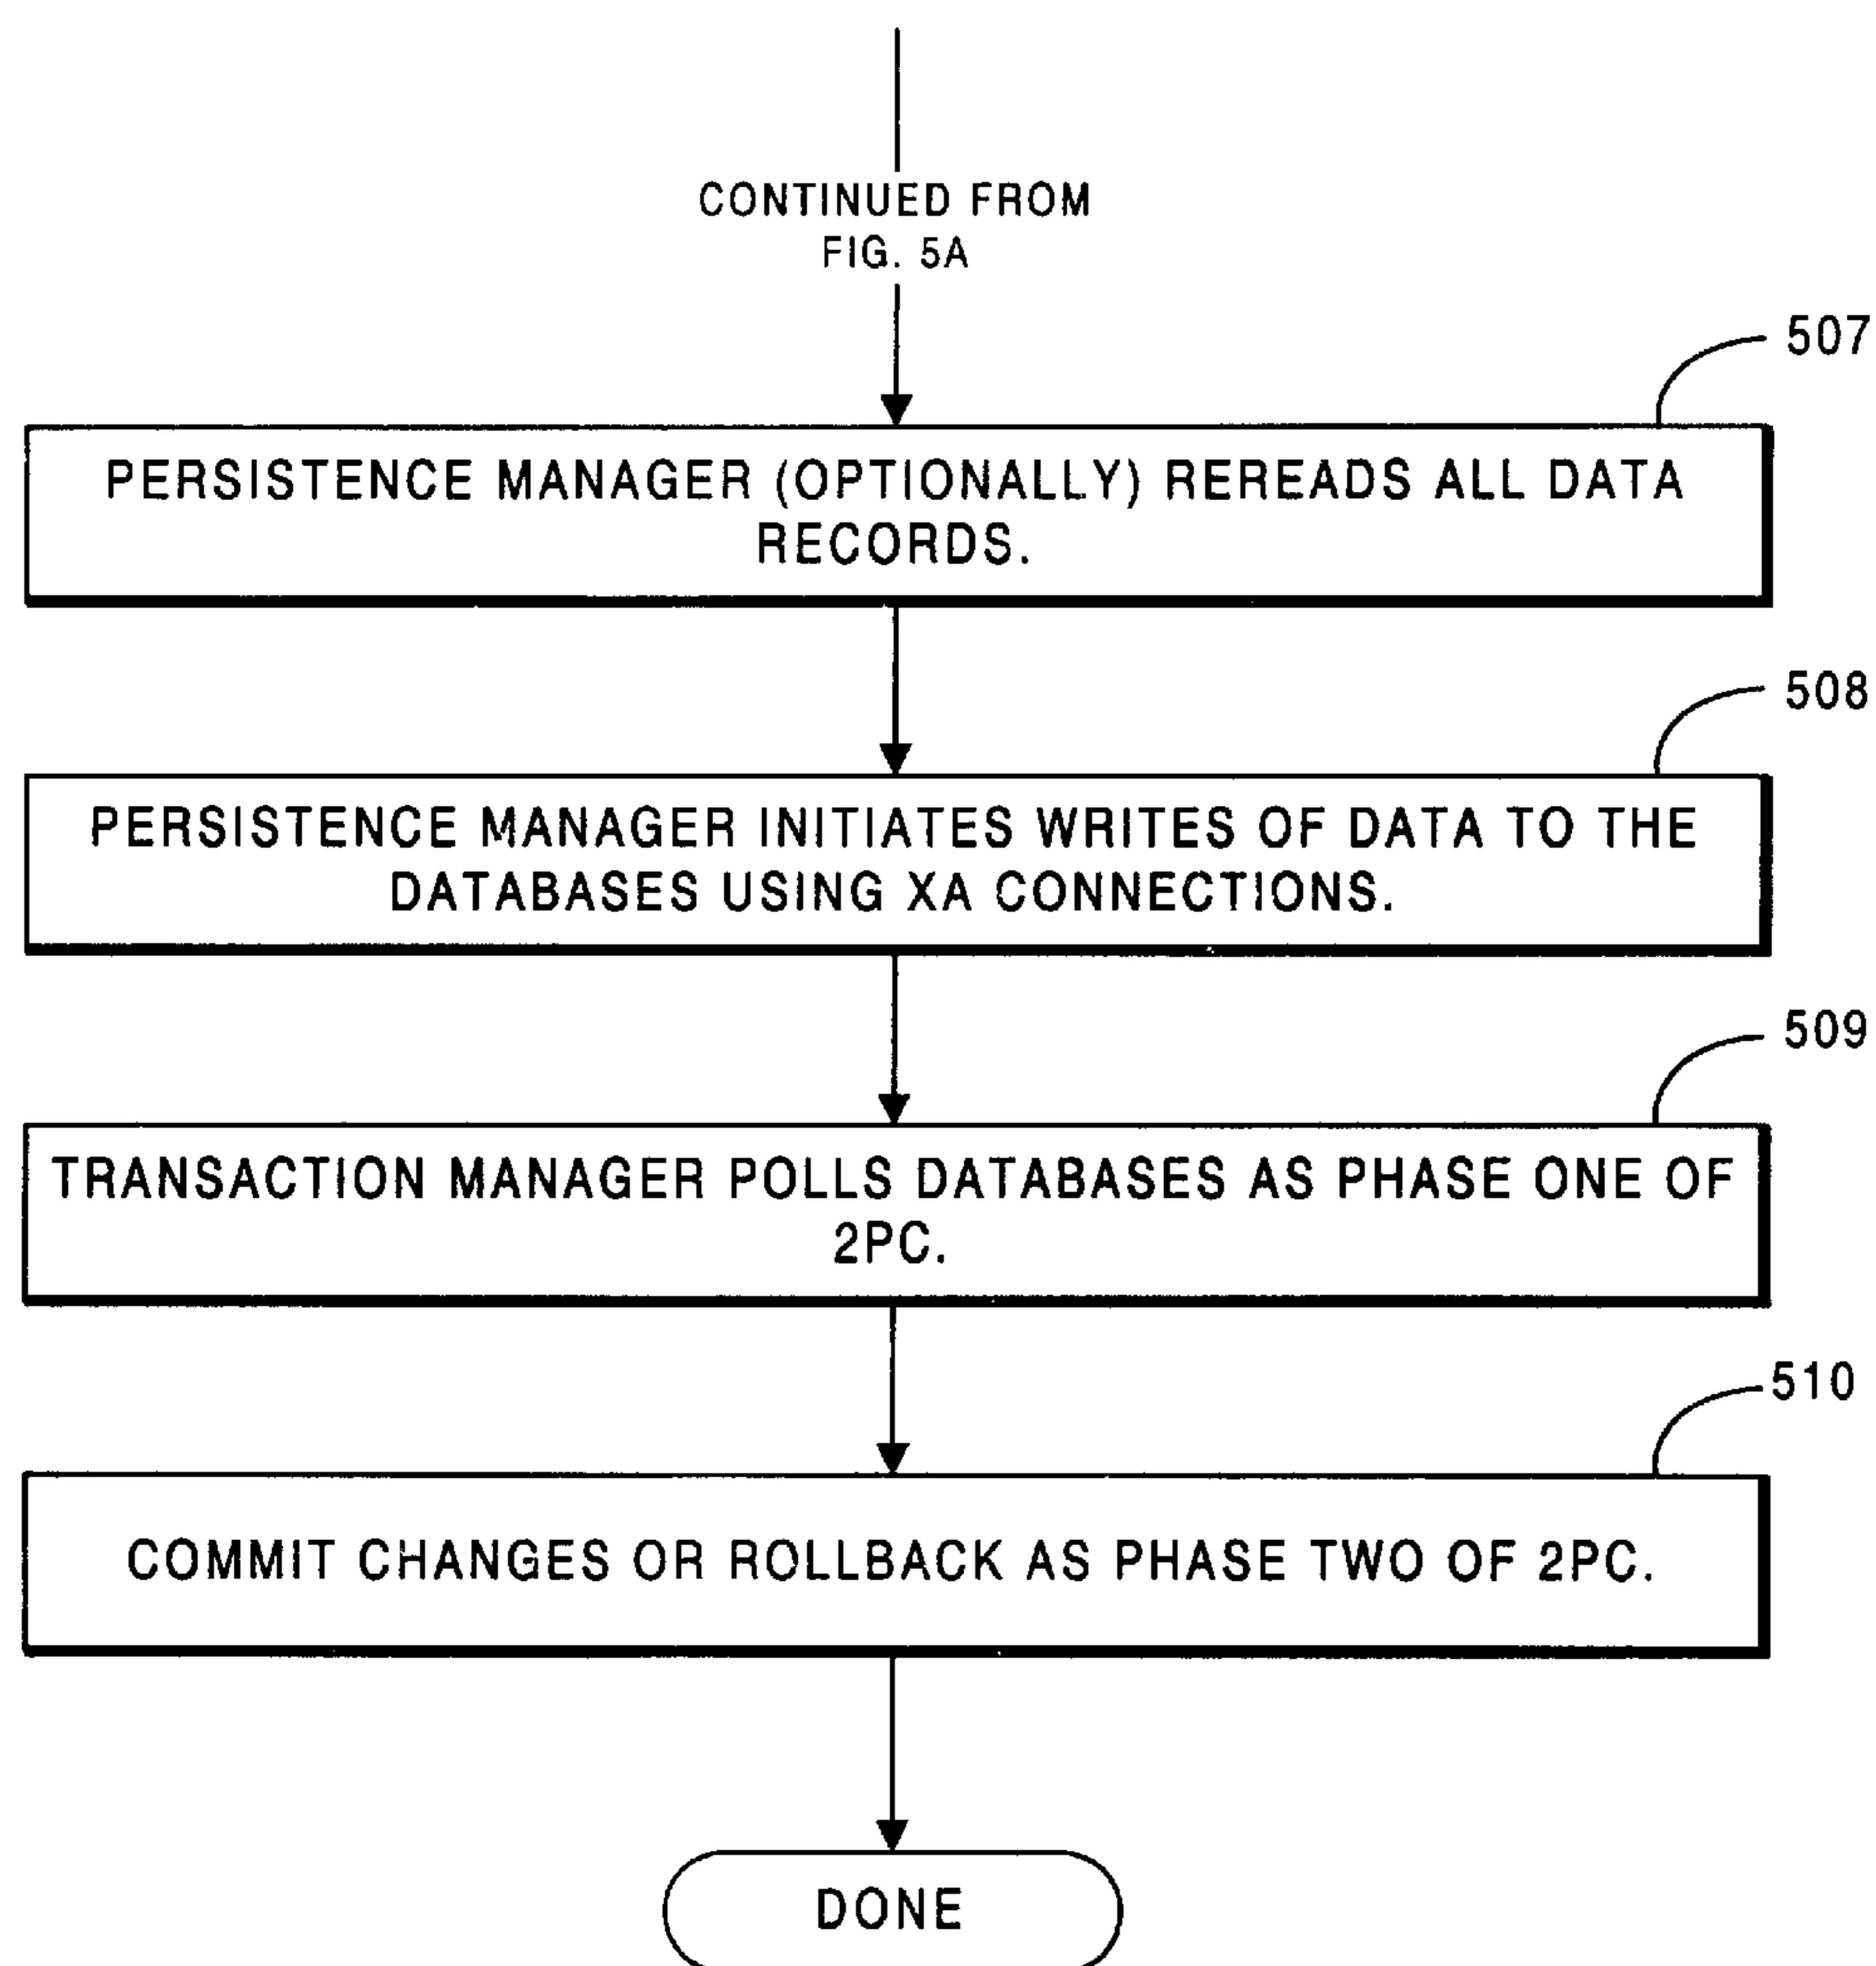 CONTINUED FROM
FIG. 5A
507
PERSISTENCE MANAGER (OPTIONALLY) REREADS ALL DATA
RECORDS.
508
PERSISTENCE MANAGER INITIATES WRITES OF DATA TO THE
DATABASES USING XA CONNECTIONS.
509
TRANSACTION MANAGER POLLS DATABASES AS PHASE ONE OF
2PC.
510
COMMIT CHANGES OR ROLLBACK AS PHASE TWO OF 2PC.
DONE